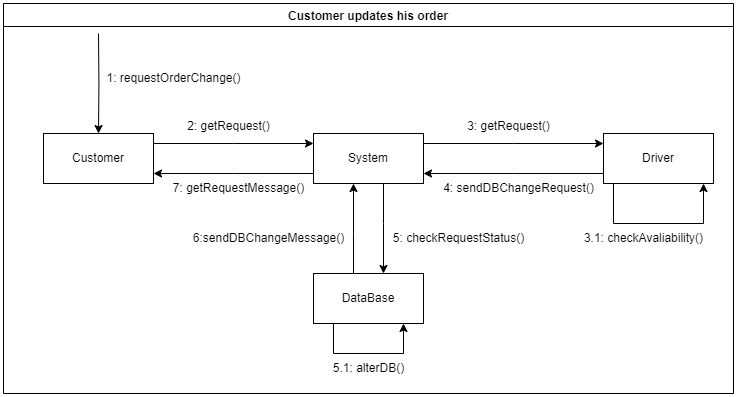 Customer updates his order
1: requestOrderChange()
2: getRequest()
3: getRequest()
Customer
System
Driver
7: getRequestMessage()
4: sendDBChangeRequest()
6:sendDBChangeMessage()
5: checkRequestStatus()
3.1: checkAvaliability()
DataBase
5.1: alterDB()